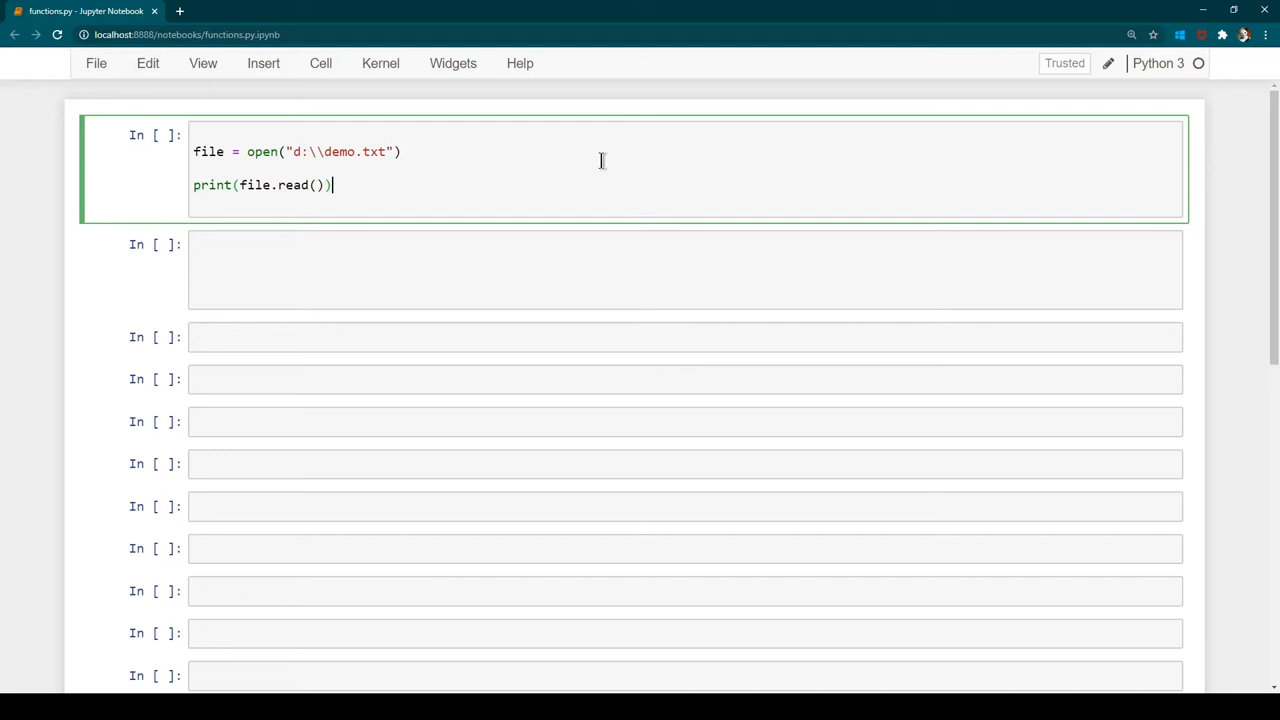 functions.py - Jupyter Notebook
localhost:8888/notebooks/functions.py.ipynb
File Edit View Insert Cell Kernel Widgets Help Trusted Python 3
In [ ]:
file = open("d:\\demo.txt")
print(file.read())
In [ ]:
In [ ]:
In [ ]:
In [ ]:
In [ ]:
In [ ]:
In [ ]:
In [ ]:
In [ ]:
In [ ]: